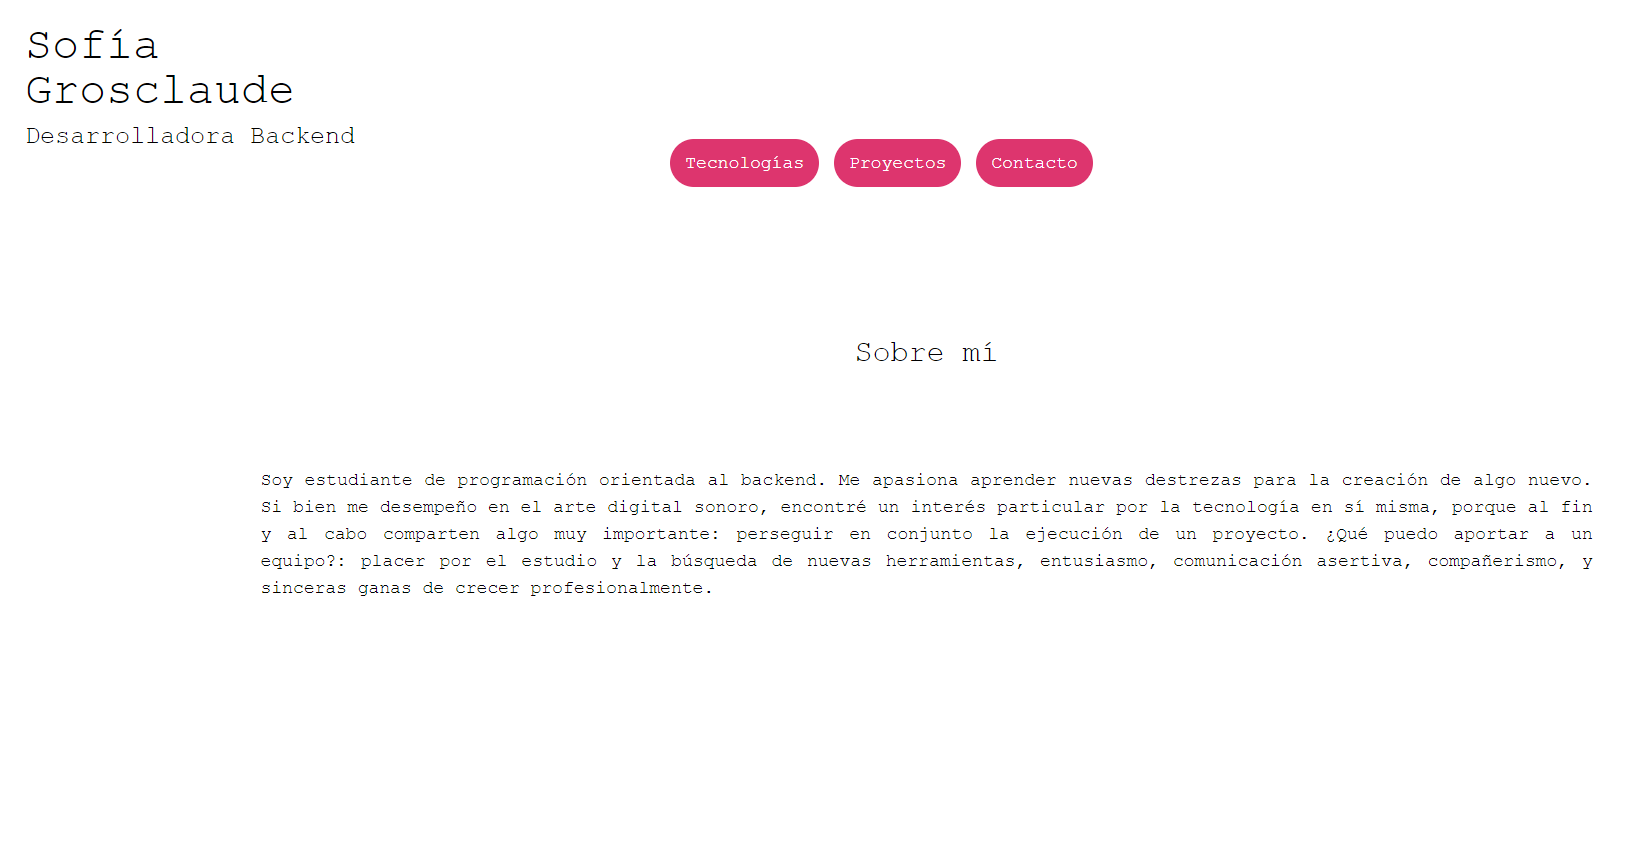 Sofía
Grosclaude
Desarrolladora Backend
Tecnologías Proyectos Contacto
Sobre mí
Soy estudiante de programación orientada al backend. Me apasiona aprender nuevas destrezas para la creación de algo nuevo.
Si bien me desempeño en el arte digital sonoro, encontré un interés particular por la tecnología en sí misma, porque al fin
y al cabo comparten algo muy importante: perseguir en conjunto la ejecución de un proyecto. ¿Qué puedo aportar a un
equipo?: placer por el estudio y la búsqueda de nuevas herramientas, entusiasmo, comunicación asertiva, compañerismo, y
sinceras ganas de crecer profesionalmente.